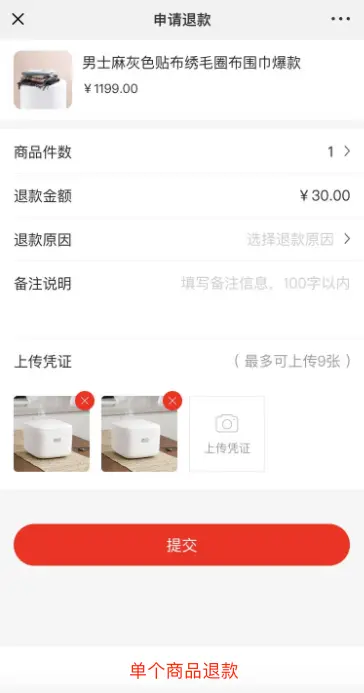 申请退款
男士麻灰色贴布绣毛圈布围巾爆款
￥1199.00
商品件数 1
退款金额 ￥30.00
退款原因 选择退款原因
备注说明 填写备注信息，100字以内
上传凭证 （ 最多可上传9张 ）
上传凭证
提交
单个商品退款